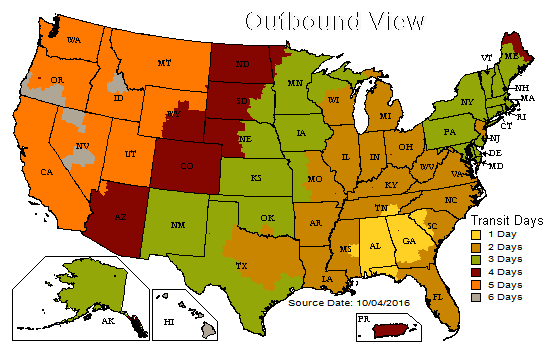 Outbound View
WA
MT
ND
ME
VT
OR
ID
MN
NH
MA
RI
CT
NY
WI
MI
SD
WY
PA
NJ
DE
MD
IA
NE
NV
UT
CO
IL
IN
OH
WV
VA
CA
KS
MO
KY
NC
TN
AZ
NM
OK
AR
SC
MS
AL
GA
TX
LA
FL
Transit Days
1 Day
2 Days
3 Days
4 Days
5 Days
6 Days
Source Date: 10/04/2016
AK
HI
PR